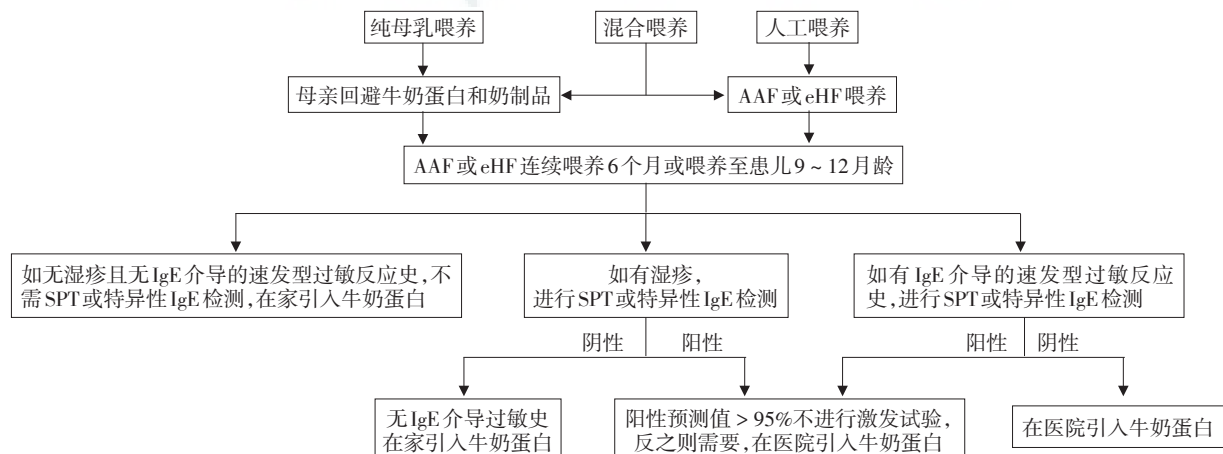 纯母乳喂养
混合喂养
人工喂养
母亲回避牛奶蛋白和奶制品
AAF或eHF喂养
AAF或eHF连续喂养6个月或喂养至患儿9~12月龄
如无湿疹且无IgE介导的速发型过敏反应史,不
需SPT或特异性IgE检测,在家引入牛奶蛋白
如有湿疹,
进行SPT或特异性IgE检测
如有IgE介导的速发型过敏反应
史,进行SPT或特异性IgE检测
阴性
阳性
阳性
阴性
无IgE介导过敏史
在家引入牛奶蛋白
阳性预测值>95%不进行激发试验,
反之则需要,在医院引入牛奶蛋白
在医院引入牛奶蛋白